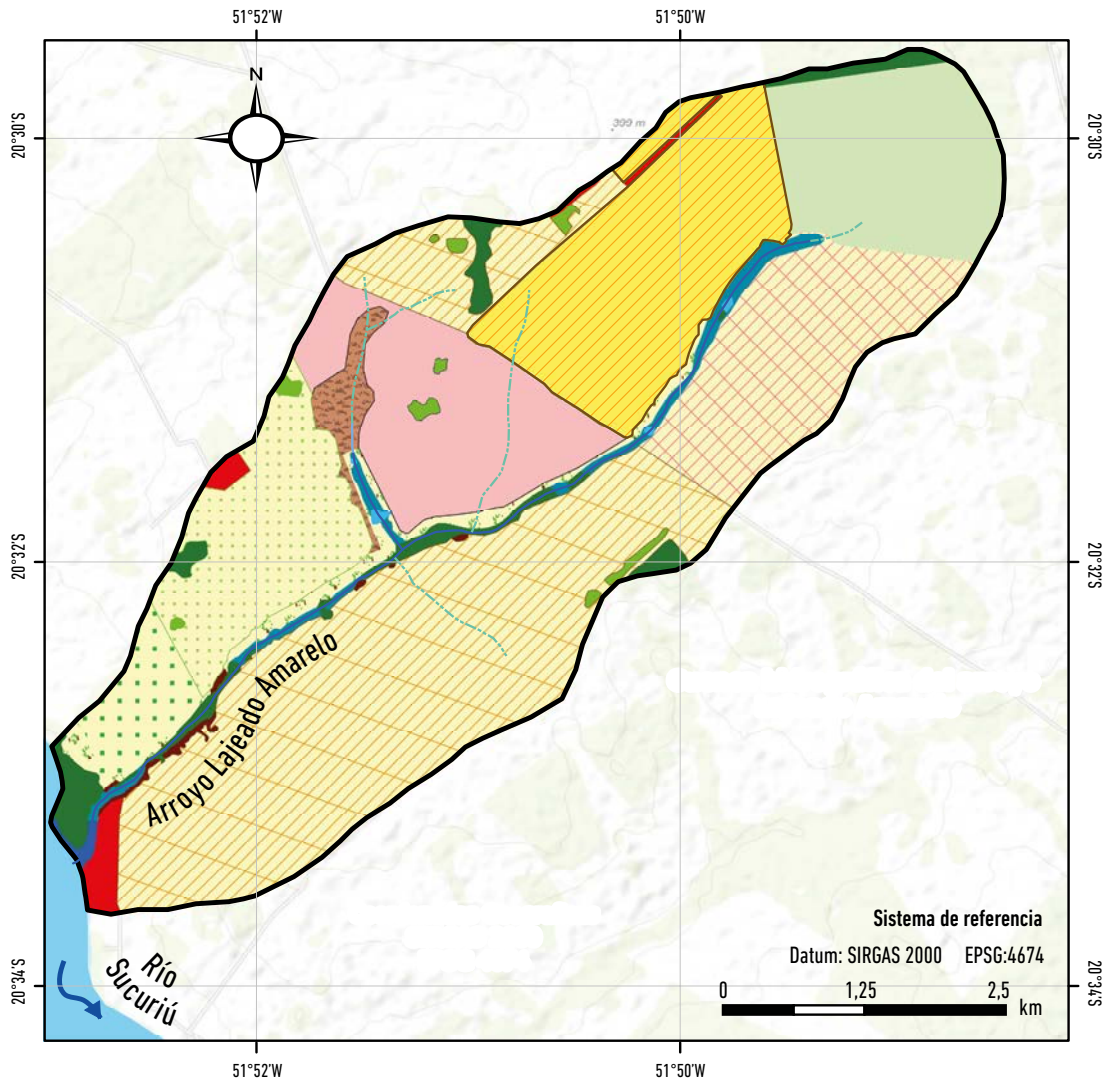 51°52'W
51°50'W
N
399 m
20°30'S
20°30'S
20°32'S
20°32'S
Arroyo Lajeado Amarelo
Río
Sucuriú
Sistema de referencia
Datum: SIRGAS 2000 EPSG:4674
0 1,25 2,5
km
20°34'S
20°34'S
51°52'W
51°50'W